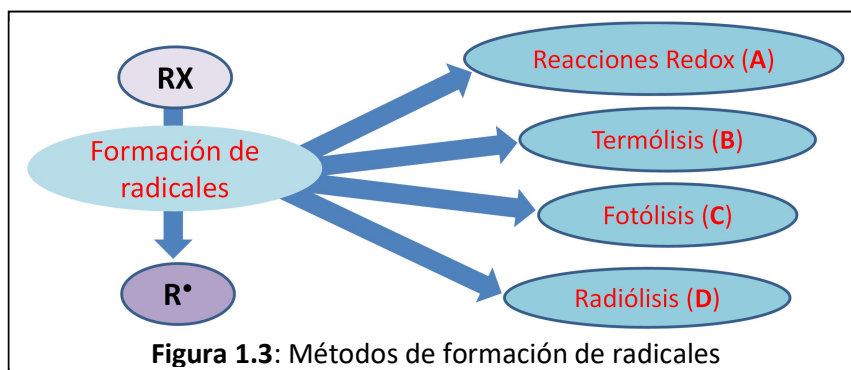 RX
Formación de
radicales
R•
Reacciones Redox (A)
Termólisis (B)
Fotólisis (C)
Radiólisis (D)
Figura 1.3: Métodos de formación de radicales